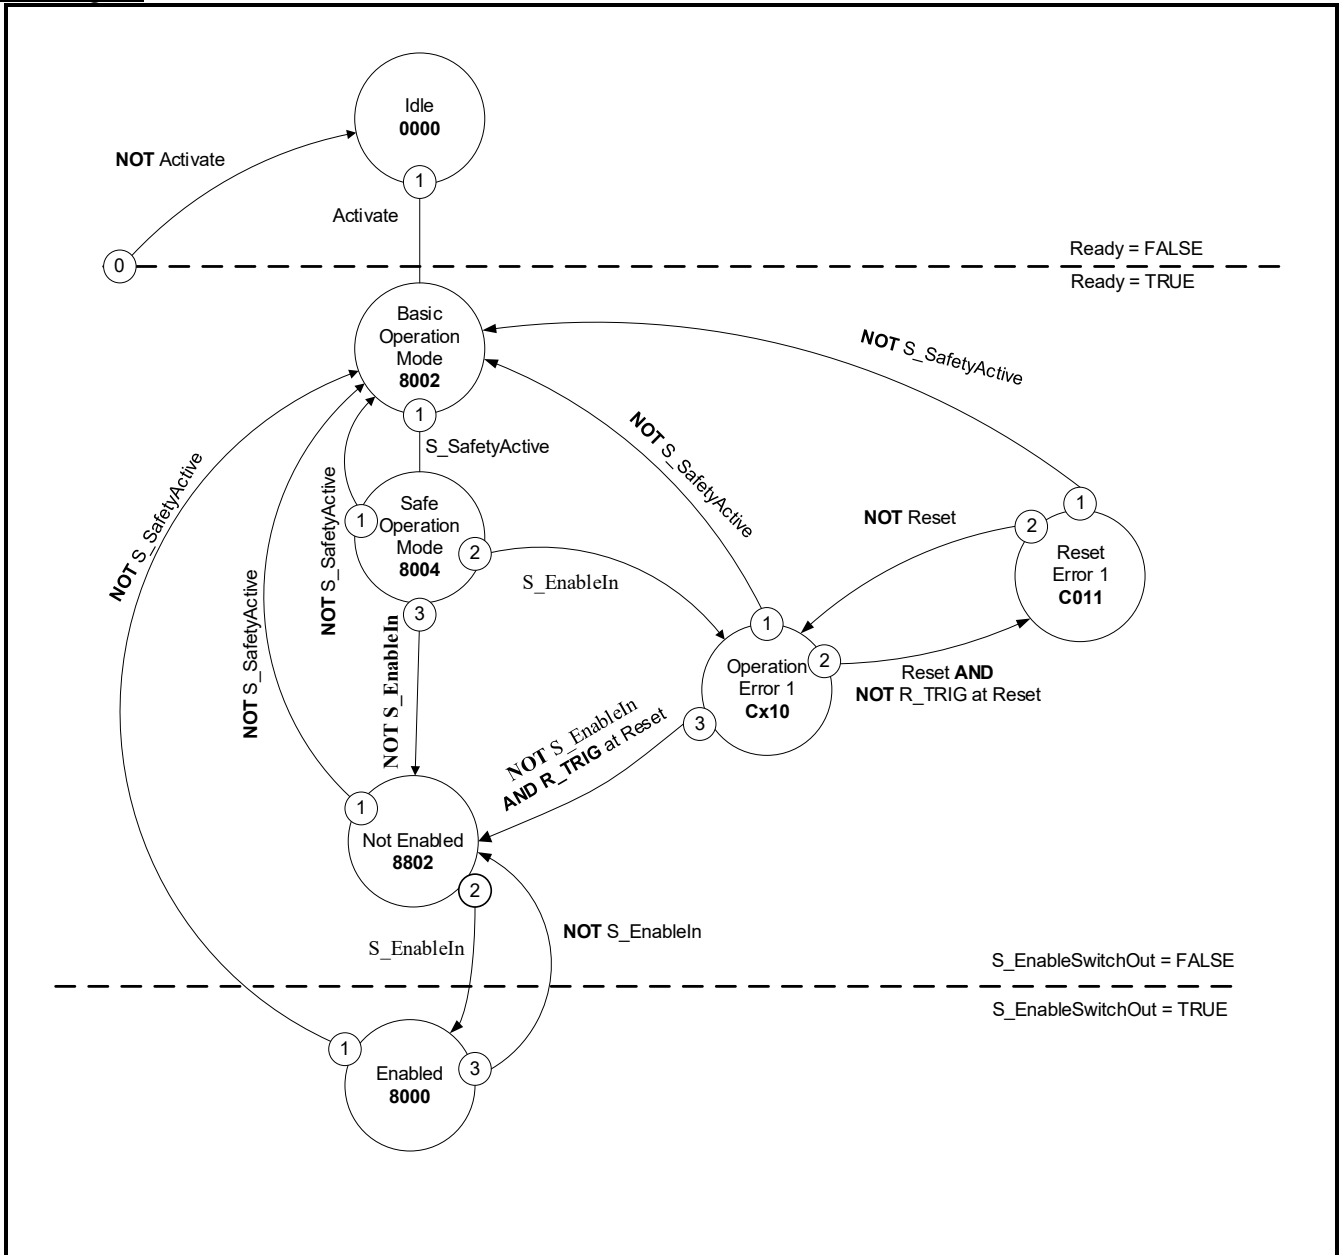 Idle
0000
NOT Activate
1
Activate
0
Ready = FALSE
Ready = TRUE
Basic
Operation
Mode
8002
1
S_SafetyActive
NOT S_SafetyActive
NOT S_SafetyActive
NOT S_SafetyActive
NOT S_SafetyActive
NOT S_SafetyActive
1
Safe
Operation
Mode
8004
2
3
S_EnableIn
NOT S_EnableIn
NOT Reset
1
2
Reset
Error 1
C011
1
Operation
Error 1
Cx10
2
3
Reset AND
NOT R_TRIG at Reset
NOT S_EnableIn
AND R_TRIG at Reset
1
Not Enabled
8802
2
S_EnableIn
NOT S_EnableIn
S_EnableSwitchOut = FALSE
S_EnableSwitchOut = TRUE
1
Enabled
8000
3